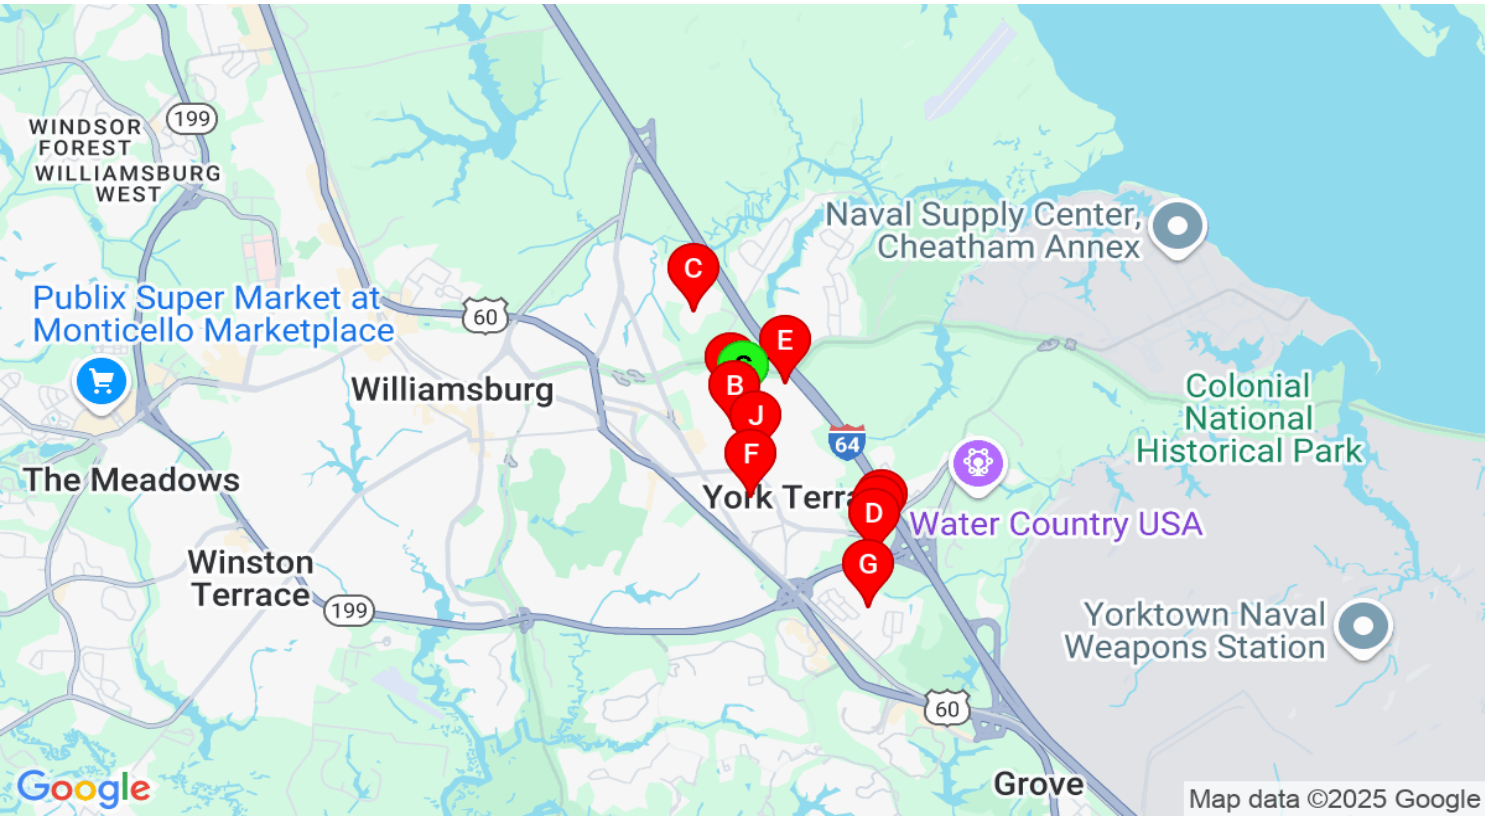 199
WINDSOR
FOREST
WILLIAMSBURG
WEST
Naval Supply Center,
Cheatham Annex
C
Publix Super Market at
Monticello Marketplace
60
E
Williamsburg
B
Colonial
National
Historical Park
J
64
F
The Meadows
York Terra
D
Water Country USA
Winston
Terrace
G
199
Yorktown Naval
Weapons Station
60
Grove
Google
Map data ©2025 Google